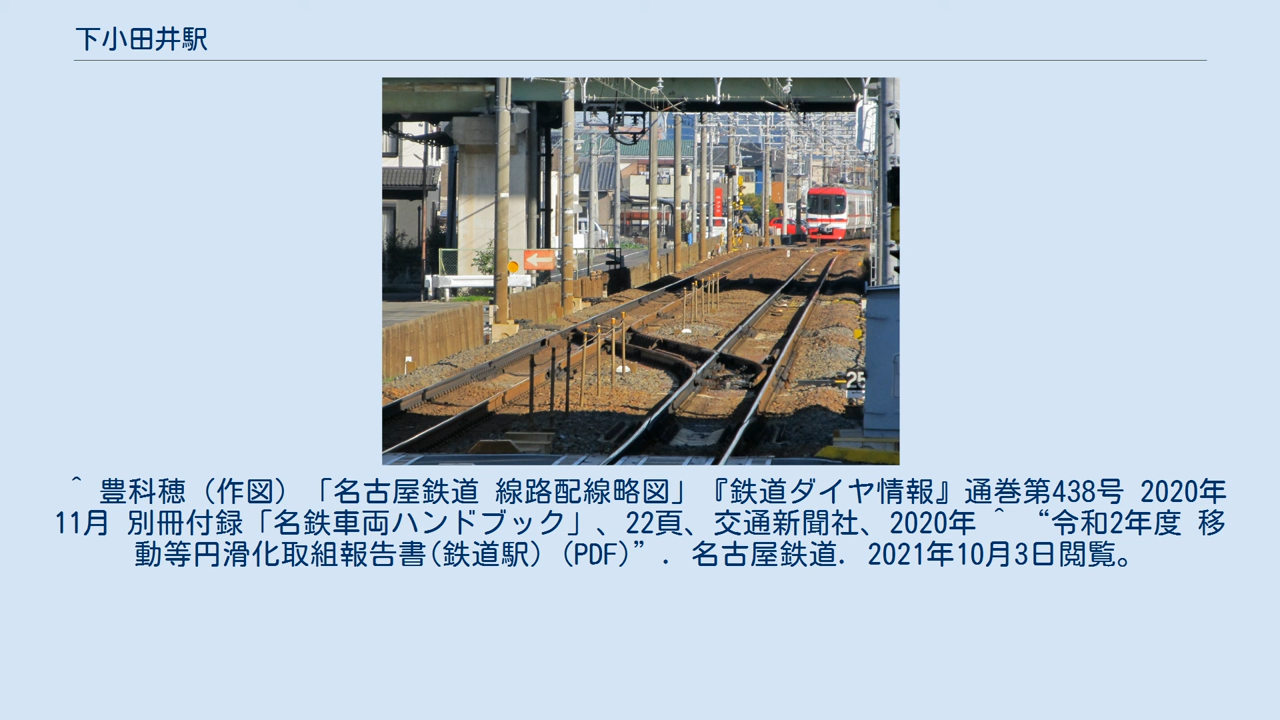 下小田井駅
25
^ 豊科穂（作図）「名古屋鉄道 線路配線略図」『鉄道ダイヤ情報』通巻第438号 2020年
11月 別冊付録「名鉄車両ハンドブック」、22頁、交通新聞社、2020年 ^ “令和2年度 移
動等円滑化取組報告書(鉄道駅) (PDF)”. 名古屋鉄道. 2021年10月3日閲覧。